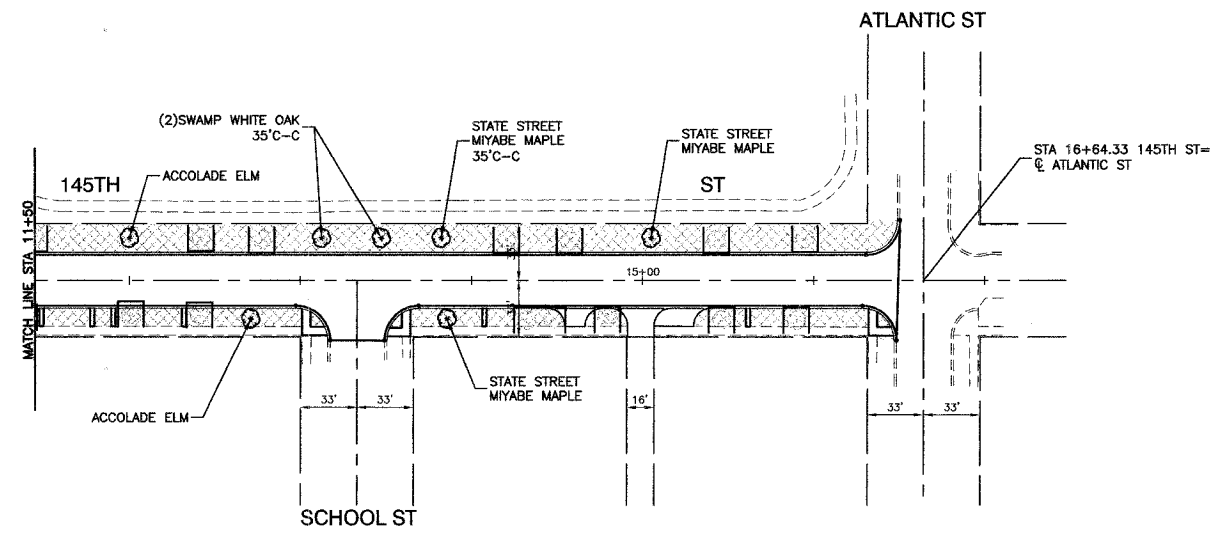 ATLANTIC ST
(2)SWAMP WHITE OAK
35'C-C
STATE STREET
MIYABE MAPLE
35'C-C
STATE STREET
MIYABE MAPLE
STA 16+64.33 145TH ST=
℄ ATLANTIC ST
145TH
ACCOLADE ELM
ST
MATCH LINE STA 11+50
33'
15+00
33'
STATE STREET
MIYABE MAPLE
ACCOLADE ELM
33'
33'
16'
33'
33'
SCHOOL ST